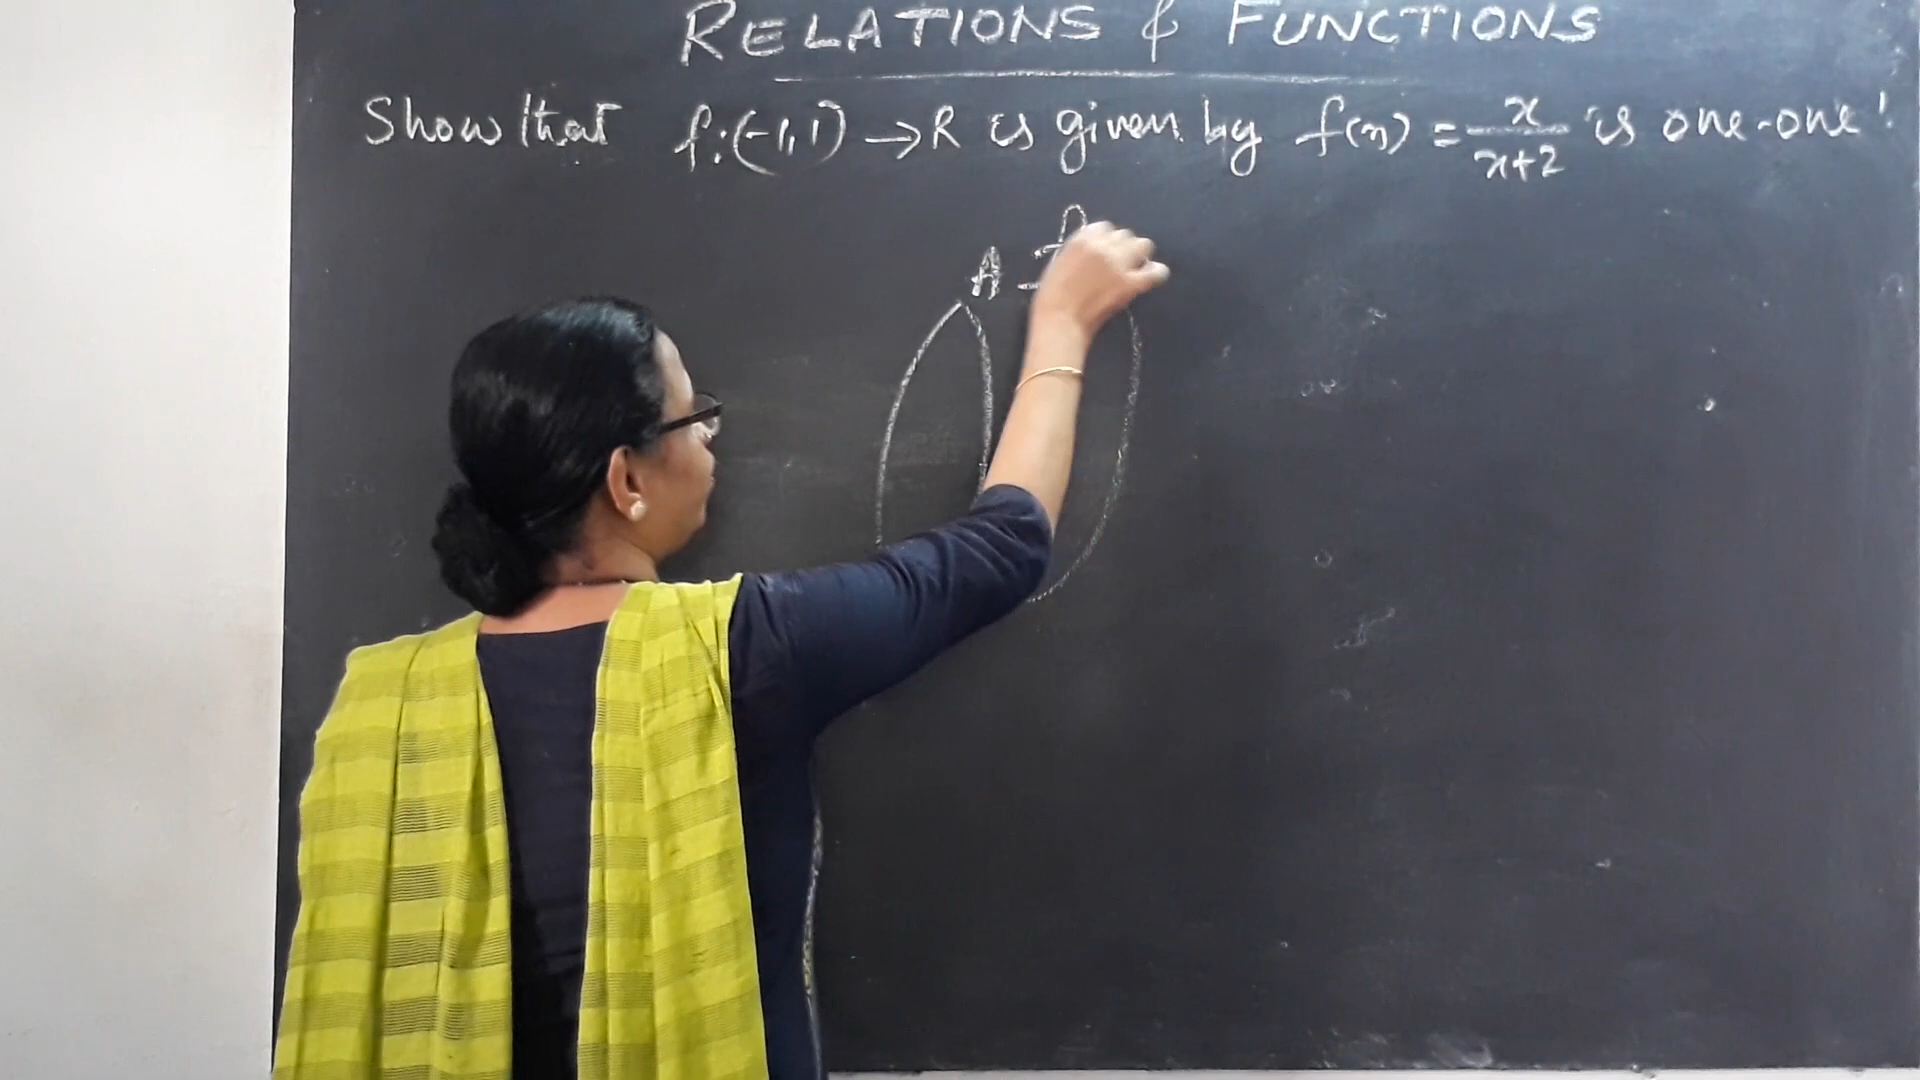 RELATIONS & FUNCTIONS
Show that f:(-1,1) → R is given by f(x) = x/x+2 is one-one!
f
A